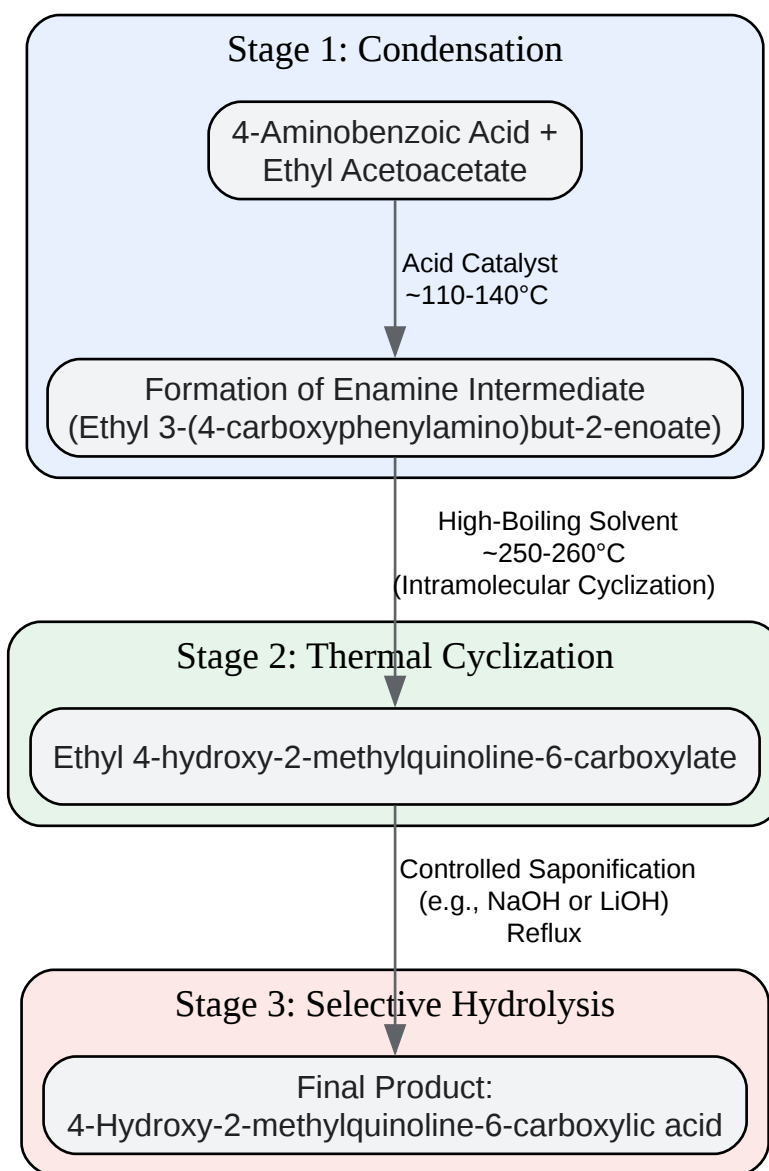 Stage 1: Condensation
4-Aminobenzoic Acid +
Ethyl Acetoacetate
Acid Catalyst
~110-140°C
Formation of Enamine Intermediate
(Ethyl 3-(4-carboxyphenylamino)but-2-enoate)
High-Boiling Solvent
~250-260°C
(Intramolecular Cyclization)
Stage 2: Thermal Cyclization
Ethyl 4-hydroxy-2-methylquinoline-6-carboxylate
Controlled Saponification
(e.g., NaOH or LiOH)
Reflux
Stage 3: Selective Hydrolysis
Final Product:
4-Hydroxy-2-methylquinoline-6-carboxylic acid